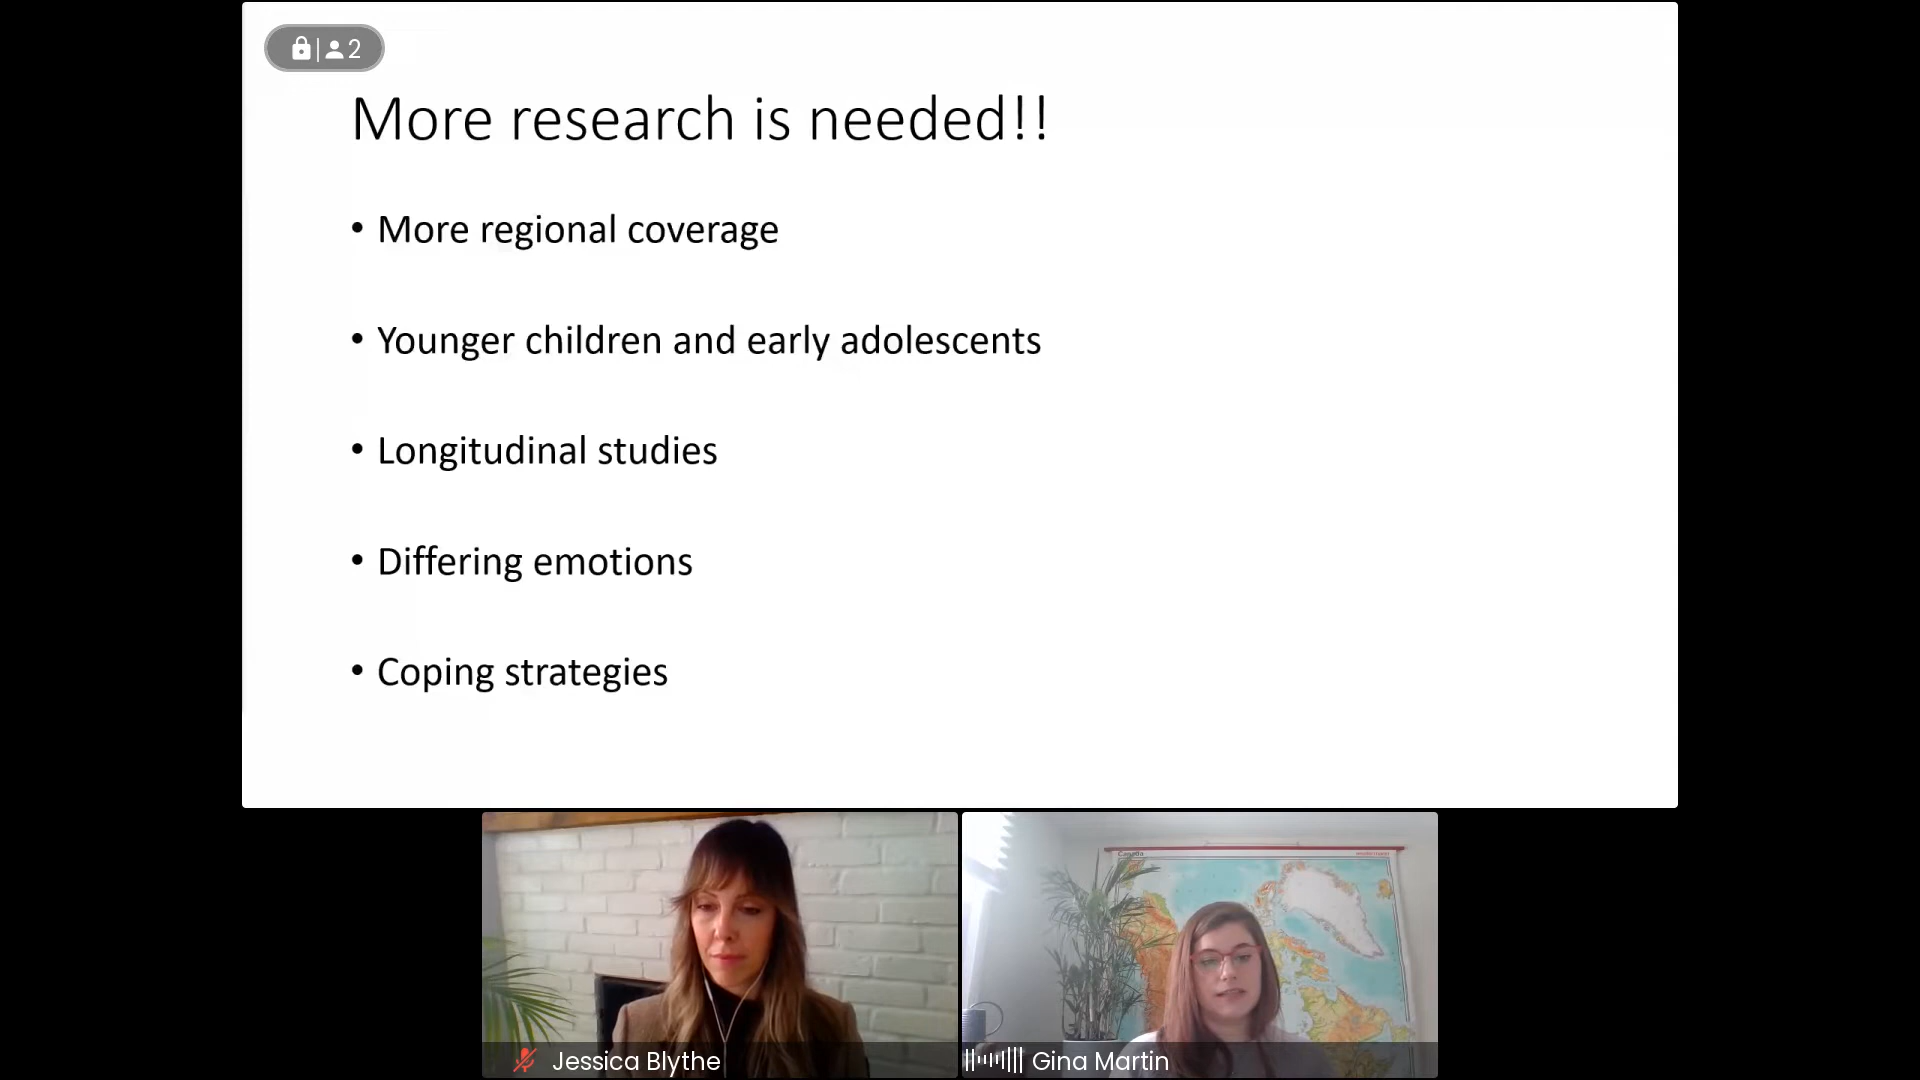 2
More research is needed!!
• More regional coverage
• Younger children and early adolescents
• Longitudinal studies
• Differing emotions
• Coping strategies
Canada
Jessica Blythe
Gina Martin